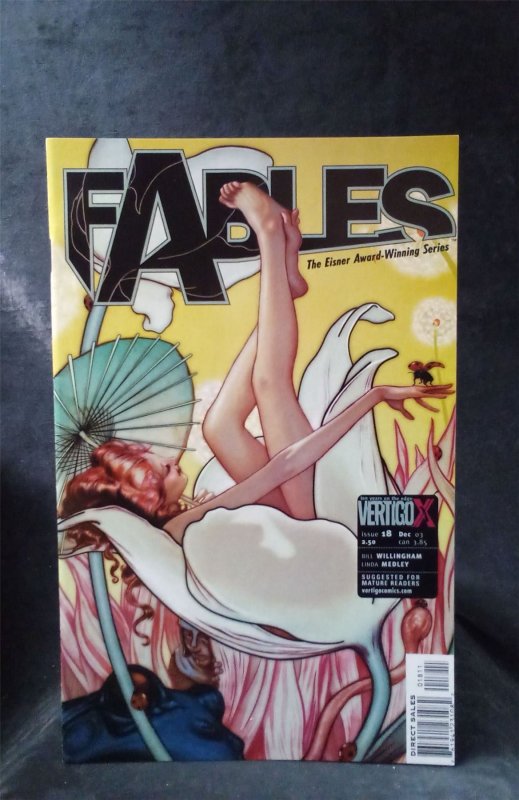 FABLES
The Eisner Award-Winning Series
ten years on the edge
VERTIGO X
issue 18 Dec 03
2.50 can 3.85
BILL WILLINGHAM
LINDA MEDLEY
SUGGESTED FOR
MATURE READERS
vertigocomics.com
01811
DIRECT SALES